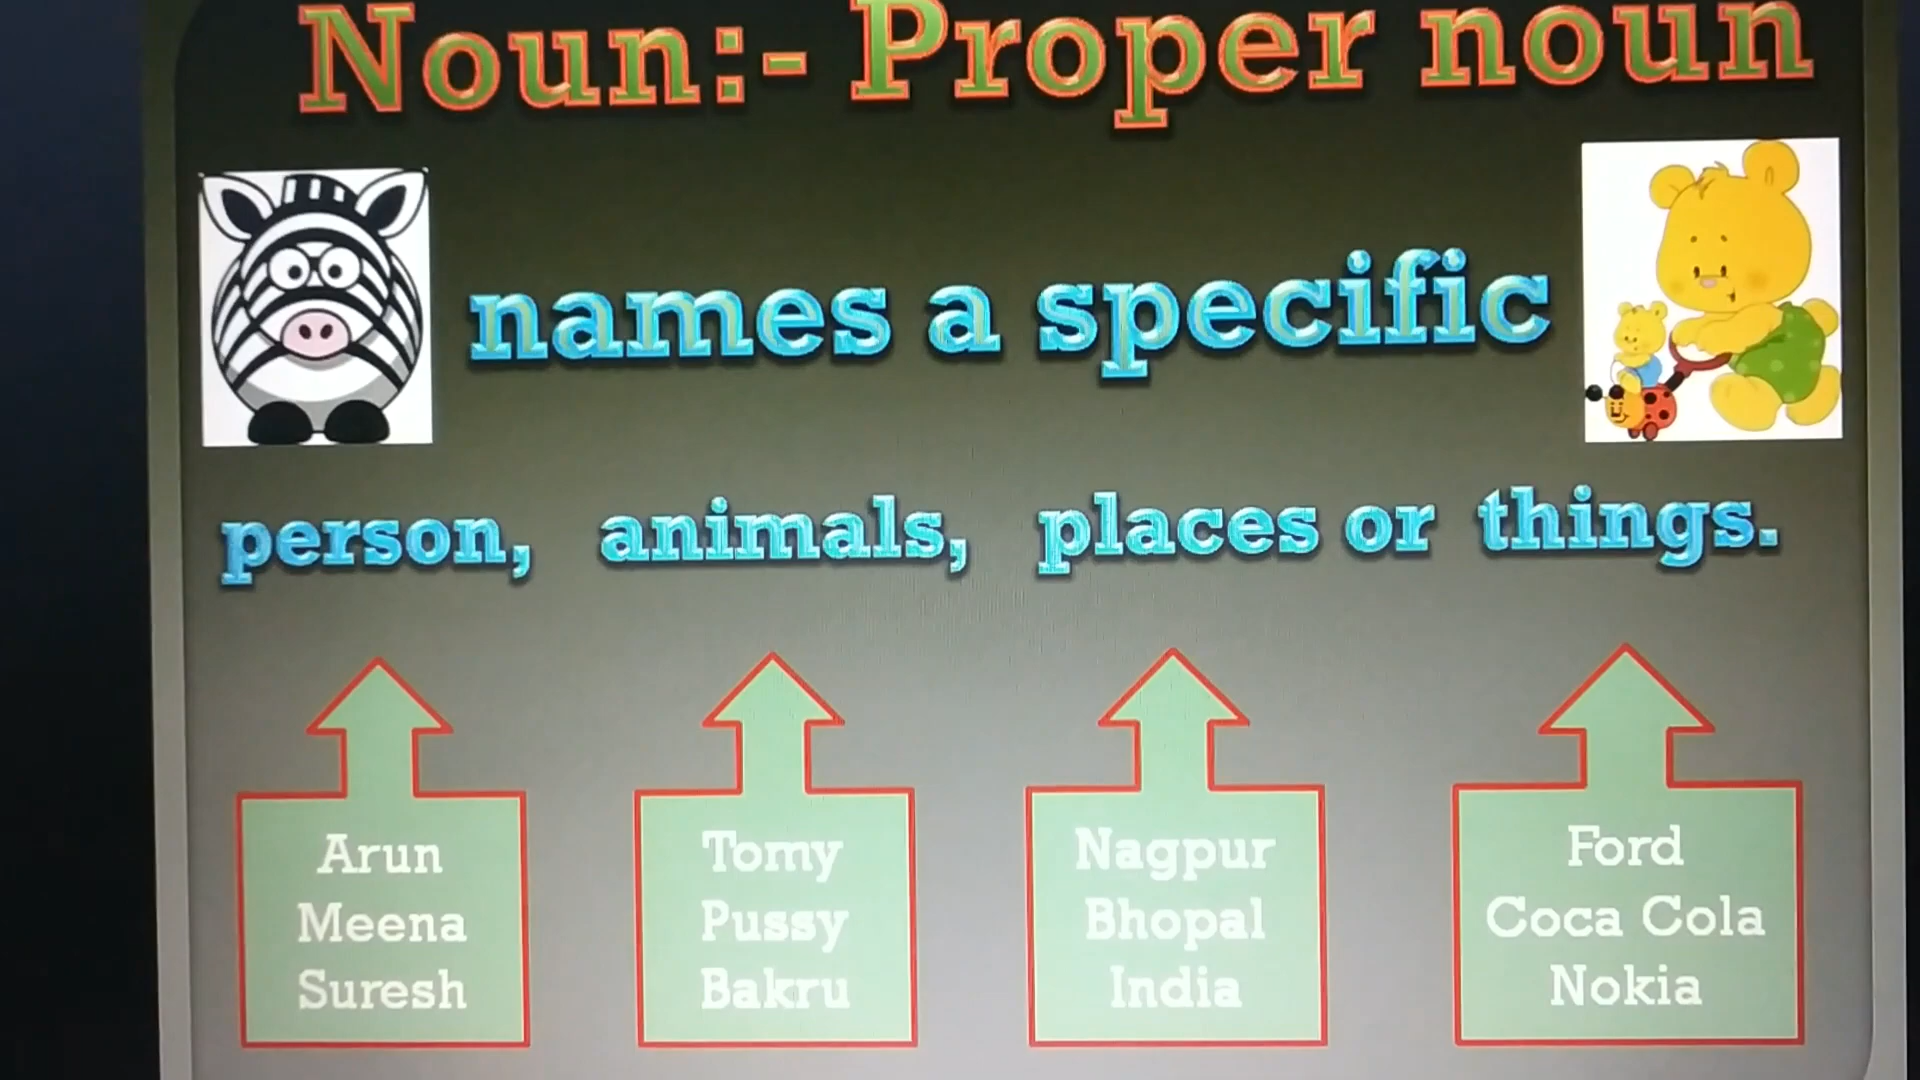 Noun:- Proper noun
names a specific
person, animals, places or things.
Arun
Meena
Suresh
Tomy
Pussy
Bakru
Nagpur
Bhopal
India
Ford
Coca Cola
Nokia